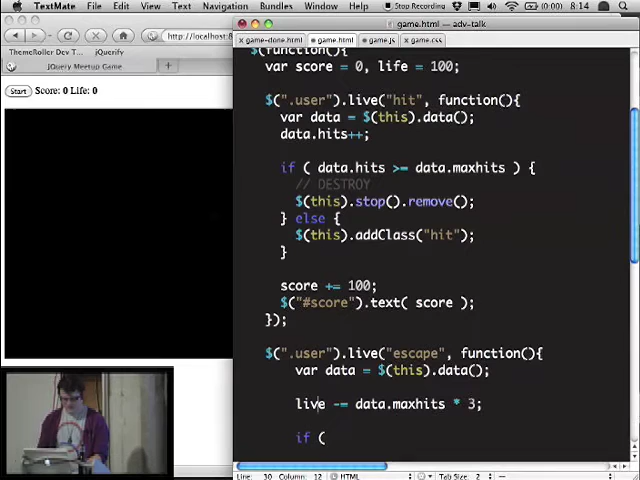 TextMate File Edit View Text Navigation Bundles Window Help Stop Recording (0:00) 8:14
game.html — adv-talk
ThemeRoller Dev T... jQuerify
http://localhost:8
jQuery Meetup Game
game-done.html game.html game.js game.css
Start Score: 0 Life: 0
$(function(){
var score = 0, life = 100;
$(".user").live("hit", function(){
var data = $(this).data();
data.hits++;
if ( data.hits >= data.maxhits ) {
// DESTROY
$(this).stop().remove();
} else {
$(this).addClass("hit");
}
score += 100;
$("#score").text( score );
});
$(".user").live("escape", function(){
var data = $(this).data();
live -= data.maxhits * 3;
if (
Line: 30 Column: 12 HTML Tab Size: 2